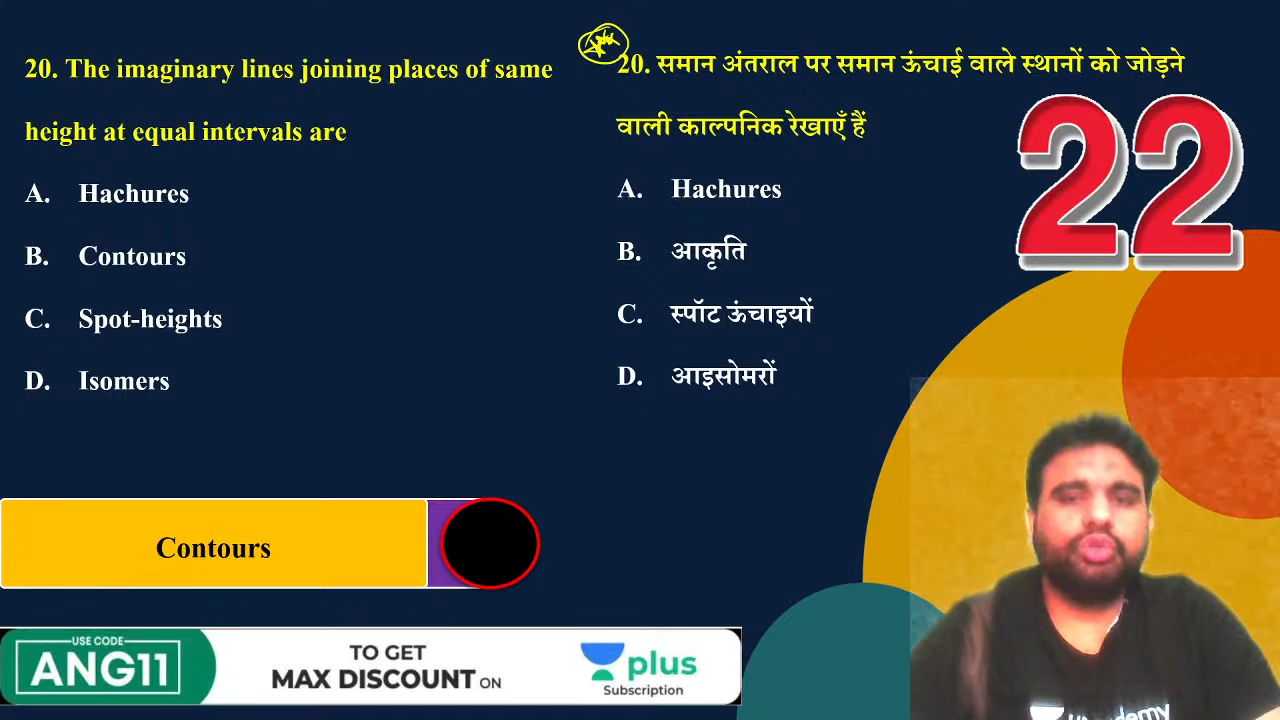 20. The imaginary lines joining places of same
height at equal intervals are
A. Hachures
B. Contours
C. Spot-heights
D. Isomers
20. समान अंतराल पर समान ऊंचाई वाले स्थानों को जोड़ने
वाली काल्पनिक रेखाएँ हैं
A. Hachures
B. आकृति
C. स्पॉट ऊंचाइयों
D. आइसोमरों
22
Contours
USE CODE
ANG11
TO GET
MAX DISCOUNT ON
plus
Subscription